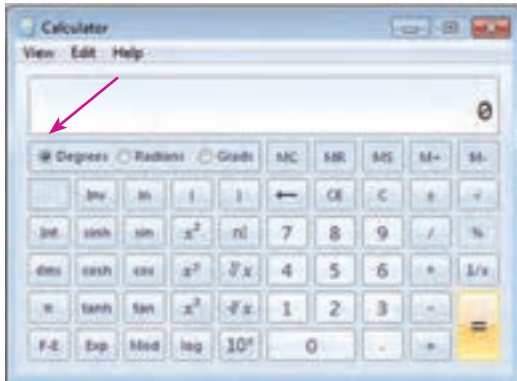 Calculator
View Edit Help
0
Degrees Radians Grads MC MR MS M+ M-
Inv ln ( ) ← CE C ± √
Int sinh sin x² n! 7 8 9 / %
dms cosh cos xʸ ʸ√x 4 5 6 * 1/x
π tanh tan x³ ³√x 1 2 3 - =
F-E Exp Mod log 10ˣ 0 . +